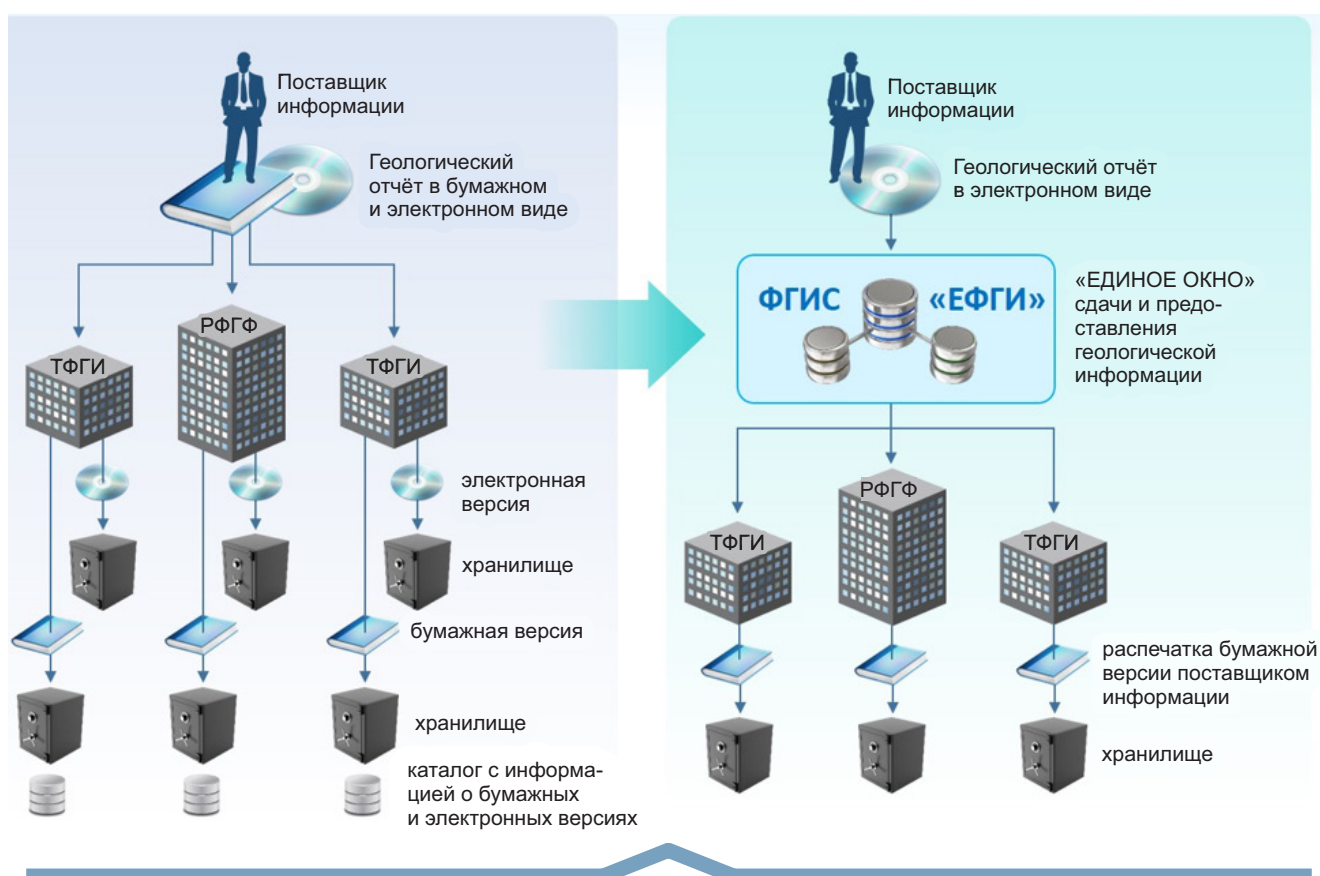 Поставщик
информации
Геологический
отчёт в бумажном
и электронном виде
РФГФ
ТФГИ
ТФГИ
электронная
версия
хранилище
бумажная версия
хранилище
каталог с информа-
цией о бумажных
и электронных версиях
Поставщик
информации
Геологический отчёт
в электронном виде
ФГИС «ЕФГИ»
«ЕДИНОЕ ОКНО»
сдачи и предо-
ставления
геологической
информации
РФГФ
ТФГИ
ТФГИ
распечатка бумажной
версии поставщиком
информации
хранилище